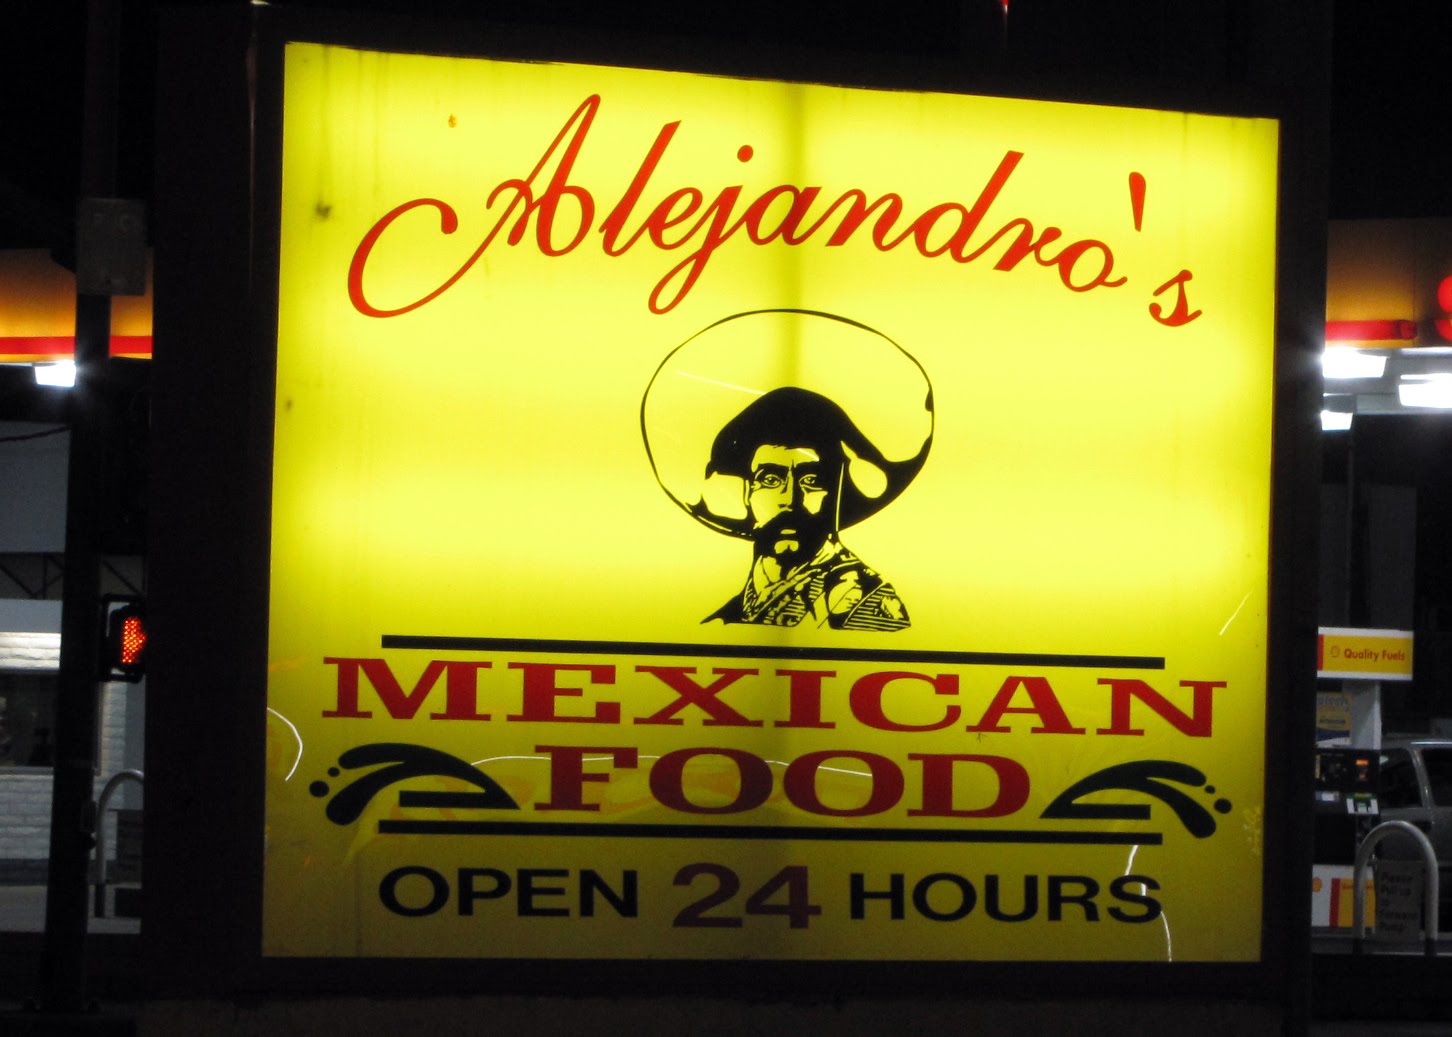 Alejandro's
MEXICAN
FOOD
OPEN 24 HOURS
Quality Fuels